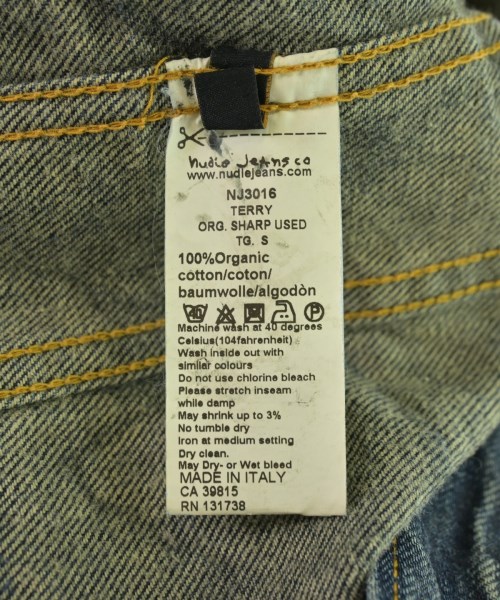 nudie jeans co
www.nudiejeans.com
NJ3016
TERRY
ORG. SHARP USED
TG. S
100%Organic
cotton/coton/
baumwolle/algodòn
40 P
Machine wash at 40 degrees
Celsius(104fahrenheit)
Wash inside out with
similar colours
Do not use chlorine bleach
Please stretch inseam
while damp
May shrink up to 3%
No tumble dry
Iron at medium setting
Dry clean.
May Dry- or Wet bleed
MADE IN ITALY
CA 39815
RN 131738